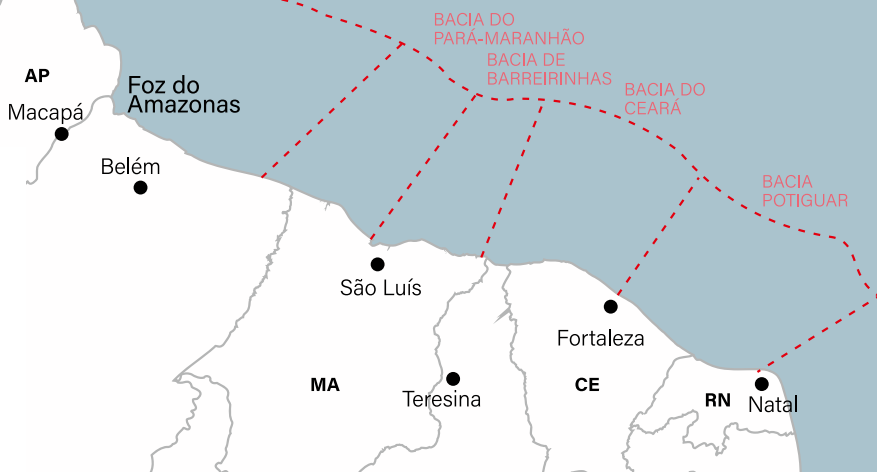 BACIA DO
PARÁ-MARANHÃO
BACIA DE
BARREIRINHAS
AP
Foz do
Amazonas
BACIA DO
CEARÁ
Macapá
Belém
BACIA
POTIGUAR
São Luís
Fortaleza
MA
Teresina
CE
RN
Natal